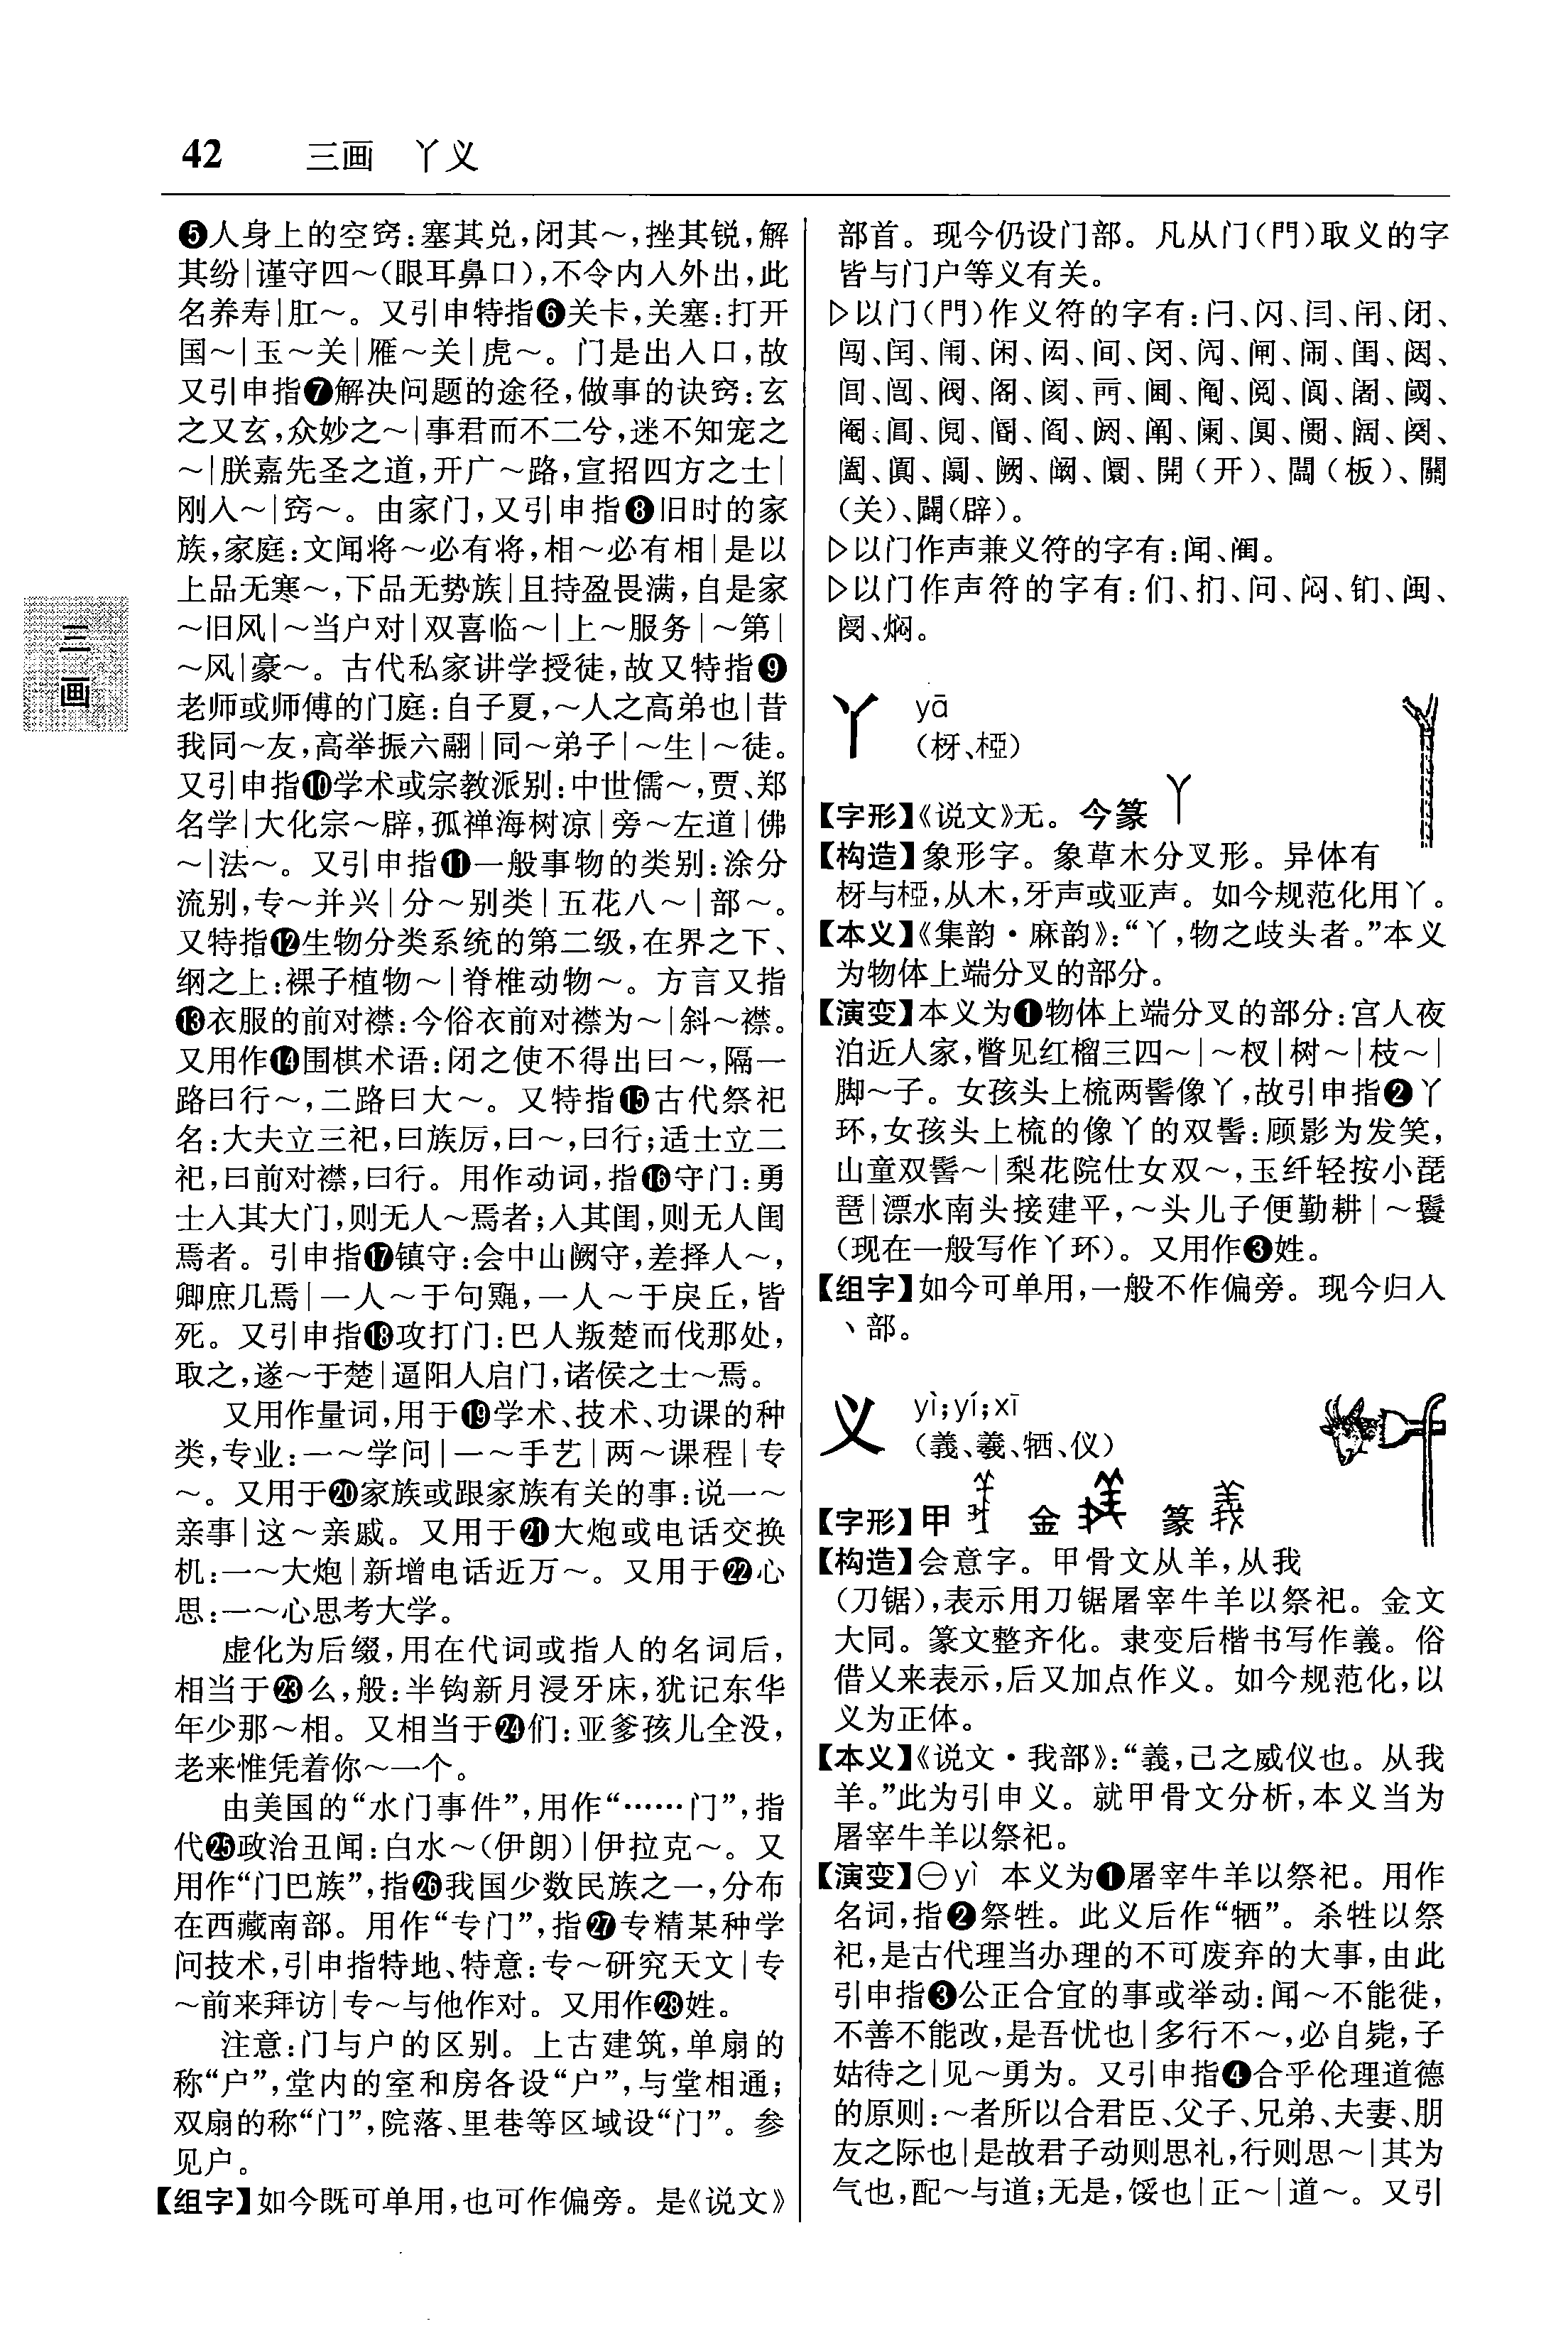 42 三画 丫义
❺人身上的空窍:塞其兑,闭其～,挫其锐,解
其纷|谨守四～(眼耳鼻口),不令内入外出,此
名养寿|肛～。又引申特指❻关卡,关塞:打开
国～|玉～关|雁～关|虎～。门是出入口,故
又引申指❼解决问题的途径,做事的诀窍:玄
之又玄,众妙之～|事君而不二兮,迷不知宠之
～|朕嘉先圣之道,开广～路,宣招四方之士|
刚入～|窍～。由家门,又引申指❽旧时的家
族,家庭:文闻将～必有将,相～必有相|是以
上品无寒～,下品无势族|且持盈畏满,自是家
～旧风|～当户对|双喜临～|上～服务|～第|
～风|豪～。古代私家讲学授徒,故又特指❾
老师或师傅的门庭:自子夏,～人之高弟也|昔
我同～友,高举振六翮|同～弟子|～生|～徒。
又引申指❿学术或宗教派别:中世儒～,贾、郑
名学|大化宗～辟,孤禅海树凉|旁～左道|佛
～|法～。又引申指⓫一般事物的类别:涂分
流别,专～并兴|分～别类|五花八～|部～。
又特指⓬生物分类系统的第二级,在界之下、
纲之上:裸子植物～|脊椎动物～。方言又指
⓭衣服的前对襟:今俗衣前对襟为～|斜～襟。
又用作⓮围棋术语:闭之使不得出曰～,隔一
路曰行～,二路曰大～。又特指⓯古代祭祀
名:大夫立三祀,曰族厉,曰～,曰行;适士立二
祀,曰前对襟,曰行。用作动词,指⓰守门:勇
士入其大门,则无人～焉者;入其闺,则无人闺
焉者。引申指⓱镇守:会中山阙守,差择人～,
卿庶几焉|一人～于句鼆,一人～于戾丘,皆
死。又引申指⓲攻打门:巴人叛楚而伐那处,
取之,遂～于楚|逼阳人启门,诸侯之士～焉。
又用作量词,用于⓳学术、技术、功课的种
类,专业:一～学问|一～手艺|两～课程|专
～。又用于⓴家族或跟家族有关的事:说一～
亲事|这～亲戚。又用于㉑大炮或电话交换
机:一～大炮|新增电话近万～。又用于㉒心
思:一～心思考大学。
虚化为后缀,用在代词或指人的名词后,
相当于㉓么,般:半钩新月浸牙床,犹记东华
年少那～相。又相当于㉔们:亚爹孩儿全没,
老来惟凭着你～一个。
由美国的“水门事件”,用作“……门”,指
代㉕政治丑闻:白水～(伊朗)|伊拉克～。又
用作“门巴族”,指㉖我国少数民族之一,分布
在西藏南部。用作“专门”,指㉗专精某种学
问技术,引申指特地、特意:专～研究天文|专
～前来拜访|专～与他作对。又用作㉘姓。
注意:门与户的区别。上古建筑,单扇的
称“户”,堂内的室和房各设“户”,与堂相通;
双扇的称“门”,院落、里巷等区域设“门”。参
见户。
【组字】如今既可单用,也可作偏旁。是《说文》
部首。现今仍设门部。凡从门(門)取义的字
皆与门户等义有关。
▷以门(門)作义符的字有:闩、闪、闫、闬、闭、
闯、闰、闱、闲、闳、间、闵、闶、闸、闹、闺、闼、
闾、闿、阀、阁、阂、両、阃、阄、阅、阆、阇、阈、
阉、阊、阋、阍、阎、阏、阐、阑、阒、阓、阔、阕、
阖、阗、阘、阙、阚、阛、開(开)、闆(板)、關
(关)、闢(辟)。
▷以门作声兼义符的字有:闻、阃。
▷以门作声符的字有:们、扪、问、闷、钔、闽、
阌、焖。
丫 yā
(枒、椏)
【字形】《说文》无。今篆
【构造】象形字。象草木分叉形。异体有
枒与椏,从木,牙声或亚声。如今规范化用丫。
【本义】《集韵·麻韵》:“丫,物之歧头者。”本义
为物体上端分叉的部分。
【演变】本义为❶物体上端分叉的部分:宫人夜
泊近人家,瞥见红榴三四～|～杈|树～|枝～|
脚～子。女孩头上梳两髻像丫,故引申指❷丫
环,女孩头上梳的像丫的双髻:顾影为发笑,
山童双髻～|梨花院仕女双～,玉纤轻按小琵
琶|漂水南头接建平,～头儿子便勤耕|～鬟
(现在一般写作丫环)。又用作❸姓。
【组字】如今可单用,一般不作偏旁。现今归入
丶部。
义 yì;yí;xī
(義、羲、牺、仪)
【字形】甲 金 篆
【构造】会意字。甲骨文从羊,从我
(刀锯),表示用刀锯屠宰牛羊以祭祀。金文
大同。篆文整齐化。隶变后楷书写作義。俗
借乂来表示,后又加点作义。如今规范化,以
义为正体。
【本义】《说文·我部》:“義,己之威仪也。从我
羊。”此为引申义。就甲骨文分析,本义当为
屠宰牛羊以祭祀。
【演变】㊀yì 本义为❶屠宰牛羊以祭祀。用作
名词,指❷祭牲。此义后作“牺”。杀牲以祭
祀,是古代理当办理的不可废弃的大事,由此
引申指❸公正合宜的事或举动:闻～不能徙,
不善不能改,是吾忧也|多行不～,必自毙,子
姑待之|见～勇为。又引申指❹合乎伦理道德
的原则:～者所以合君臣、父子、兄弟、夫妻、朋
友之际也|是故君子动则思礼,行则思～|其为
气也,配～与道;无是,馁也|正～|道～。又引
三
画